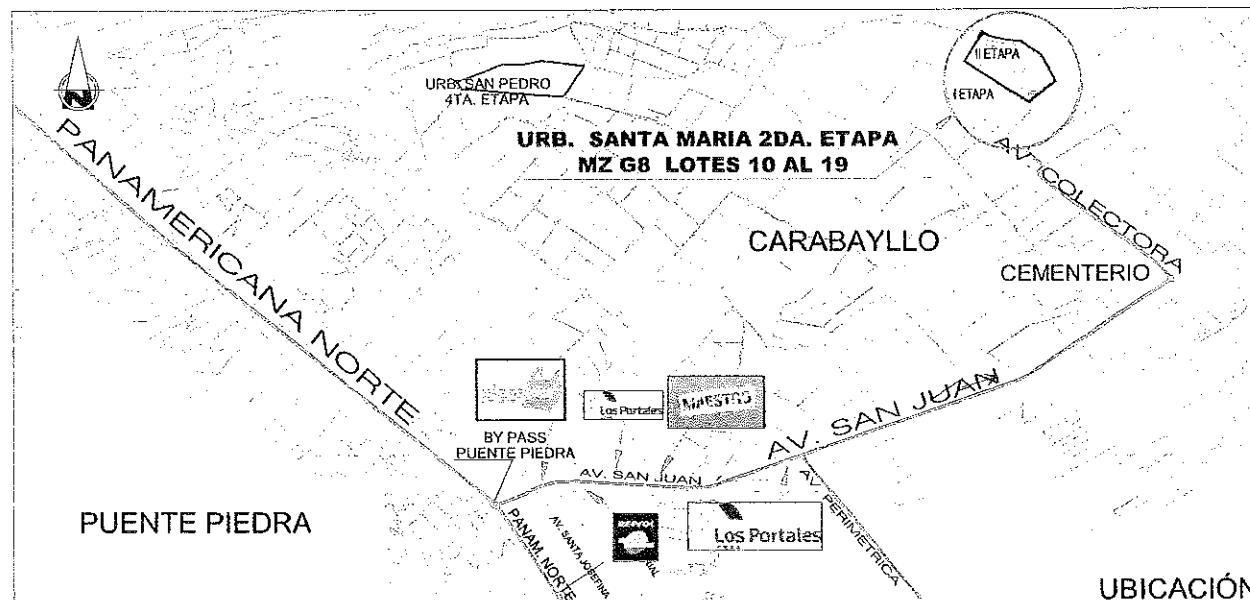 II ETAPA
I ETAPA
URB. SAN PEDRO
4TA. ETAPA
N
URB. SANTA MARIA 2DA. ETAPA
MZ G8 LOTES 10 AL 19
AV. COLECTORA
PANAMERICANA NORTE
CARABAYLLO
CEMENTERIO
Los Portales
MAESTRO
BY PASS
PUENTE PIEDRA
AV. SAN JUAN
AV. SAN JUAN
PUENTE PIEDRA
PANAM. NORTE
AV. SANTA JOSEFINA
REPSOL
Los Portales
AV. PERIMETRICA
UBICACIÓN